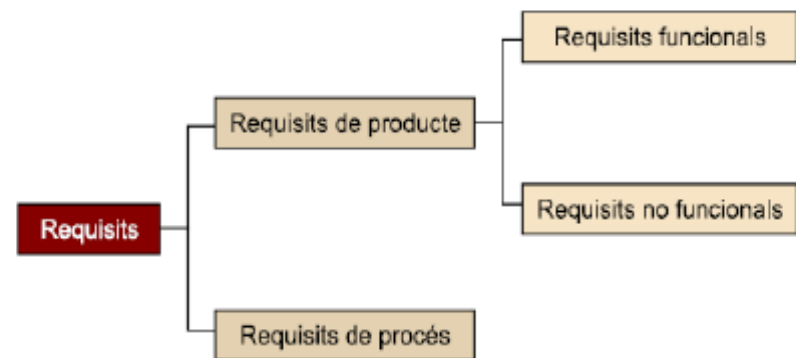 Requisits funcionals
Requisits de producte
Requisits no funcionals
Requisits
Requisits de procés